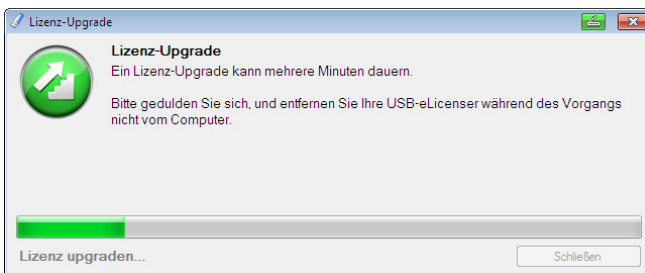 Lizenz-Upgrade
Lizenz-Upgrade
Ein Lizenz-Upgrade kann mehrere Minuten dauern.
Bitte gedulden Sie sich, und entfernen Sie Ihre USB-eLicenser während des Vorgangs
nicht vom Computer.
Lizenz upgraden...
Schließen